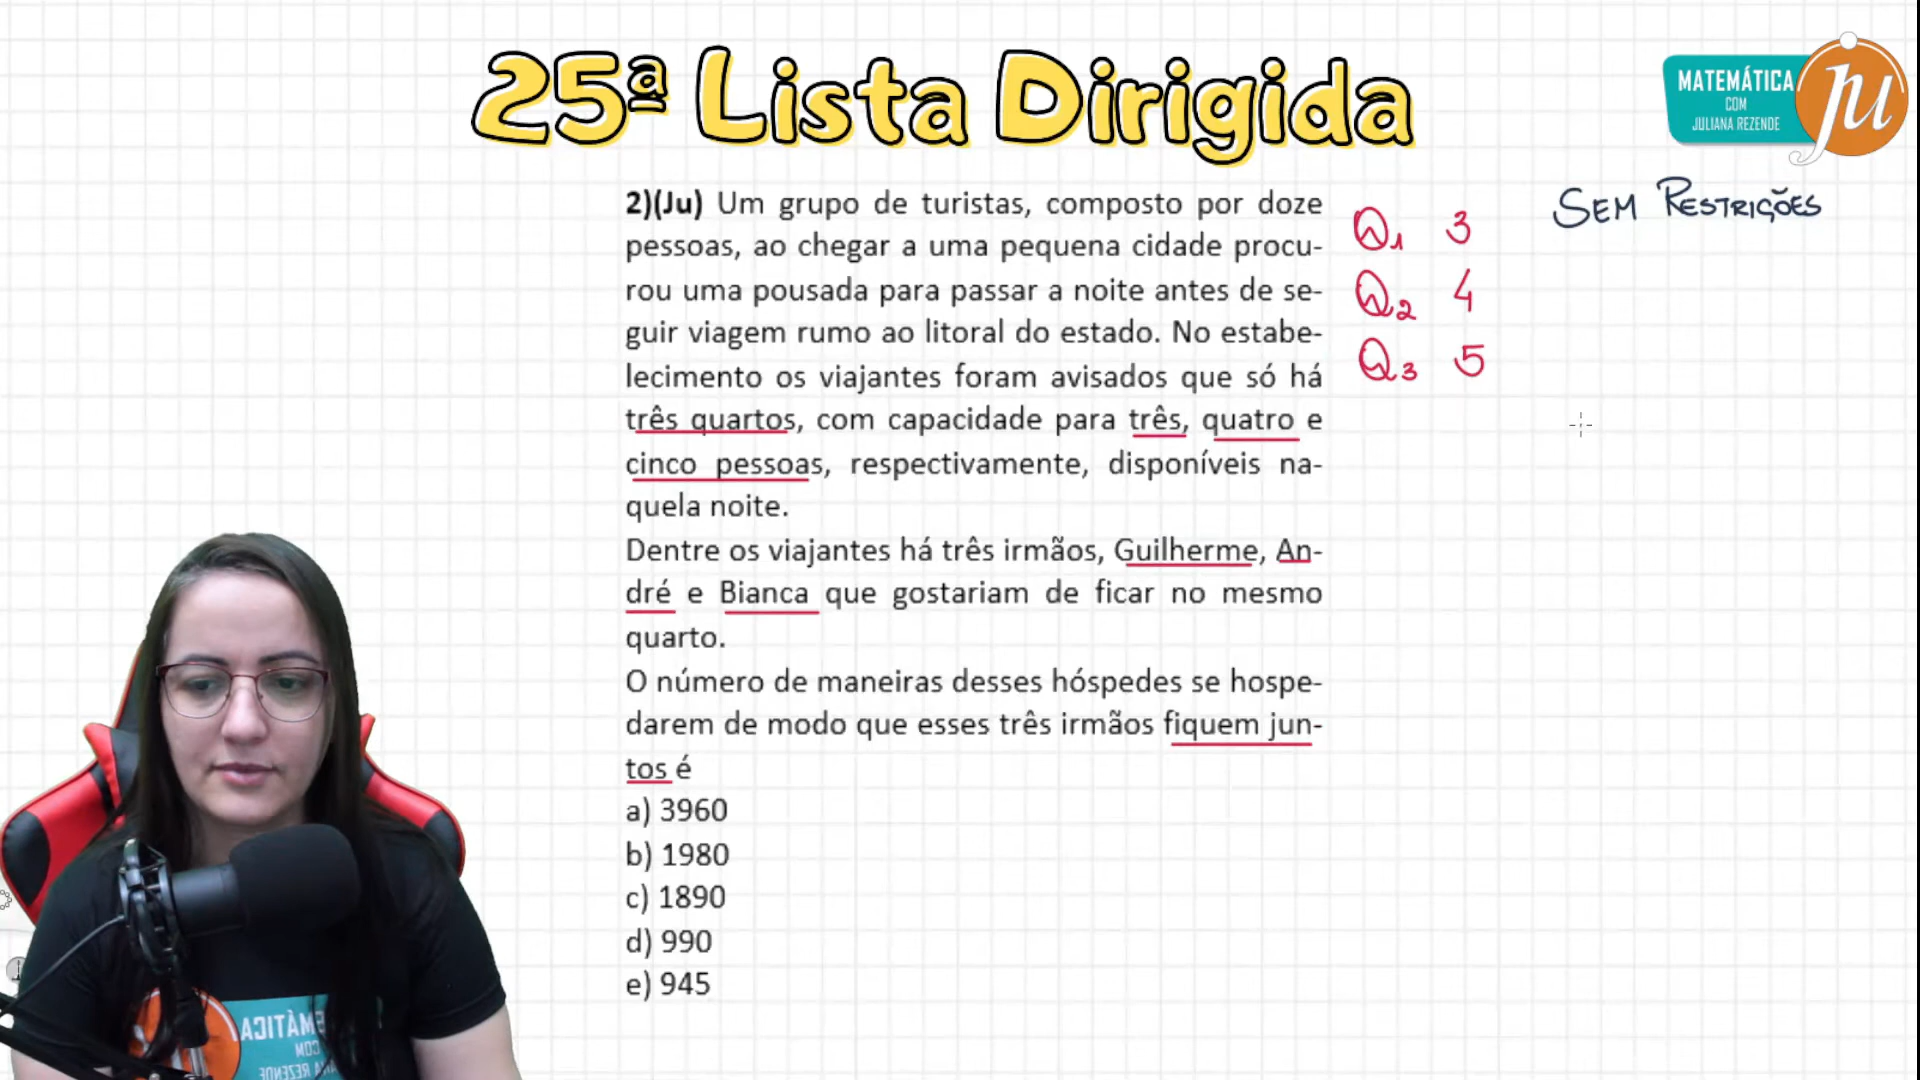 25ª Lista Dirigida
MATEMÁTICA
COM
JULIANA REZENDE
ju
2)(Ju) Um grupo de turistas, composto por doze
pessoas, ao chegar a uma pequena cidade procu-
rou uma pousada para passar a noite antes de se-
guir viagem rumo ao litoral do estado. No estabe-
lecimento os viajantes foram avisados que só há
três quartos, com capacidade para três, quatro e
cinco pessoas, respectivamente, disponíveis na-
quela noite.
Dentre os viajantes há três irmãos, Guilherme, An-
dré e Bianca que gostariam de ficar no mesmo
quarto.
O número de maneiras desses hóspedes se hospe-
darem de modo que esses três irmãos fiquem jun-
tos é
a) 3960
b) 1980
c) 1890
d) 990
e) 945
Q1 3
Q2 4
Q3 5
SEM RESTRIÇÕES